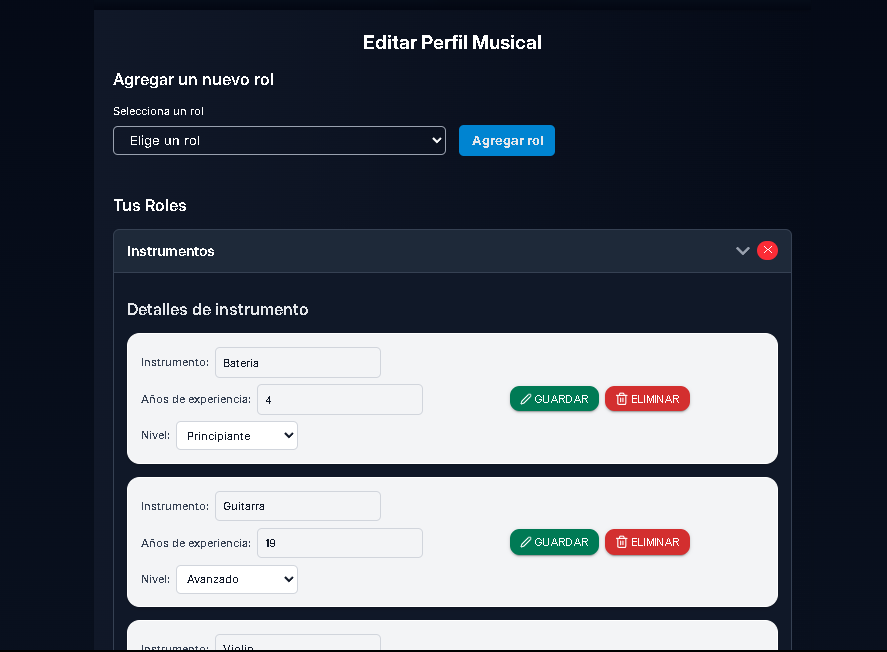 Editar Perfil Musical
Agregar un nuevo rol
Selecciona un rol
Elige un rol
Agregar rol
Tus Roles
Instrumentos
Detalles de instrumento
Instrumento: Bateria
Años de experiencia: 4
GUARDAR ELIMINAR
Nivel: Principiante
Instrumento: Guitarra
Años de experiencia: 19
GUARDAR ELIMINAR
Nivel: Avanzado
Instrumento: Violin